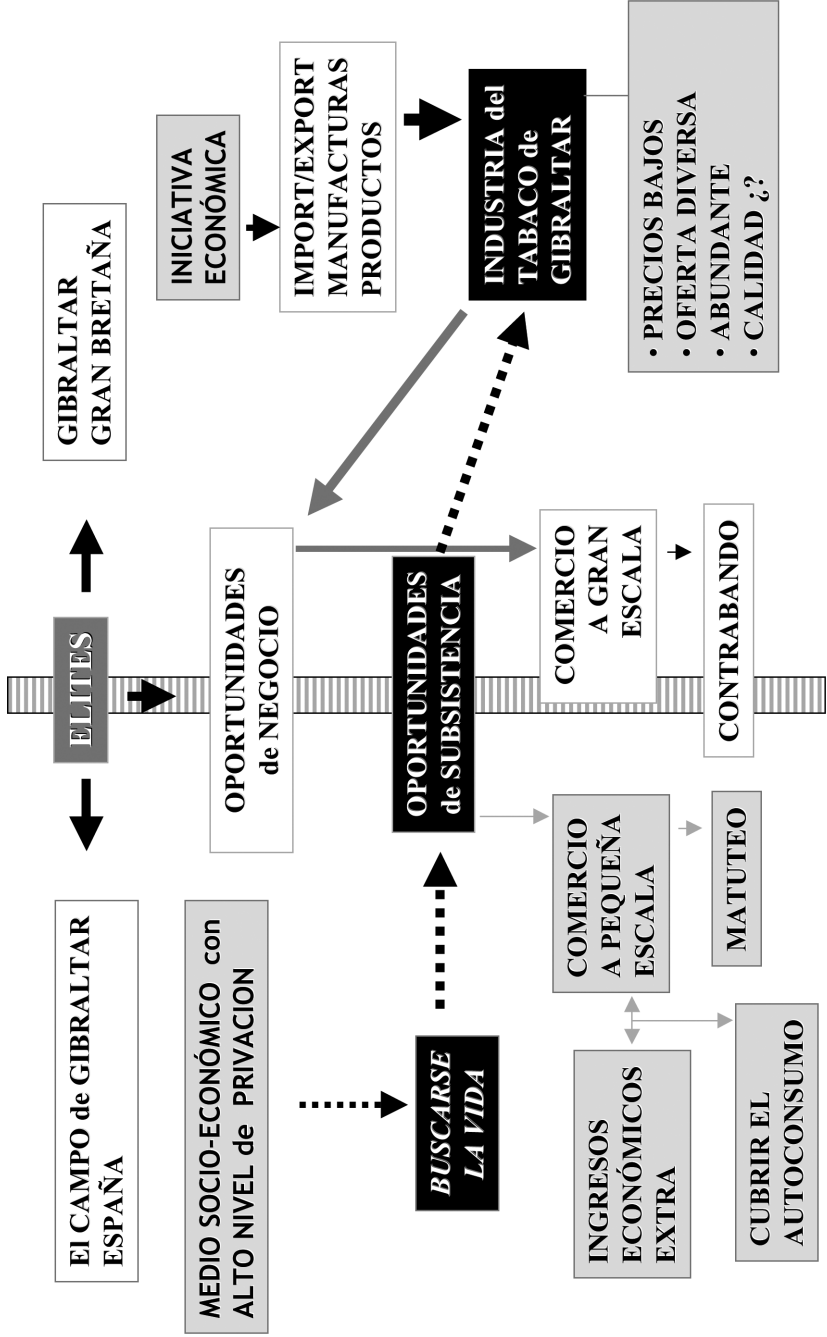 El CAMPO de GIBRALTAR
ESPAÑA
ELITES
GIBRALTAR
GRAN BRETAÑA
MEDIO SOCIO-ECONÓMICO con
ALTO NIVEL de PRIVACION
OPORTUNIDADES
de NEGOCIO
INICIATIVA
ECONÓMICA
IMPORT/EXPORT
MANUFACTURAS
PRODUCTOS
BUSCARSE
LA VIDA
OPORTUNIDADES
de SUBSISTENCIA
INDUSTRIA del
TABACO de
GIBRALTAR
INGRESOS
ECONÓMICOS
EXTRA
COMERCIO
A PEQUEÑA
ESCALA
COMERCIO
A GRAN
ESCALA
• PRECIOS BAJOS
• OFERTA DIVERSA
• ABUNDANTE
• CALIDAD ¿?
CUBRIR EL
AUTOCONSUMO
MATUTEO
CONTRABANDO